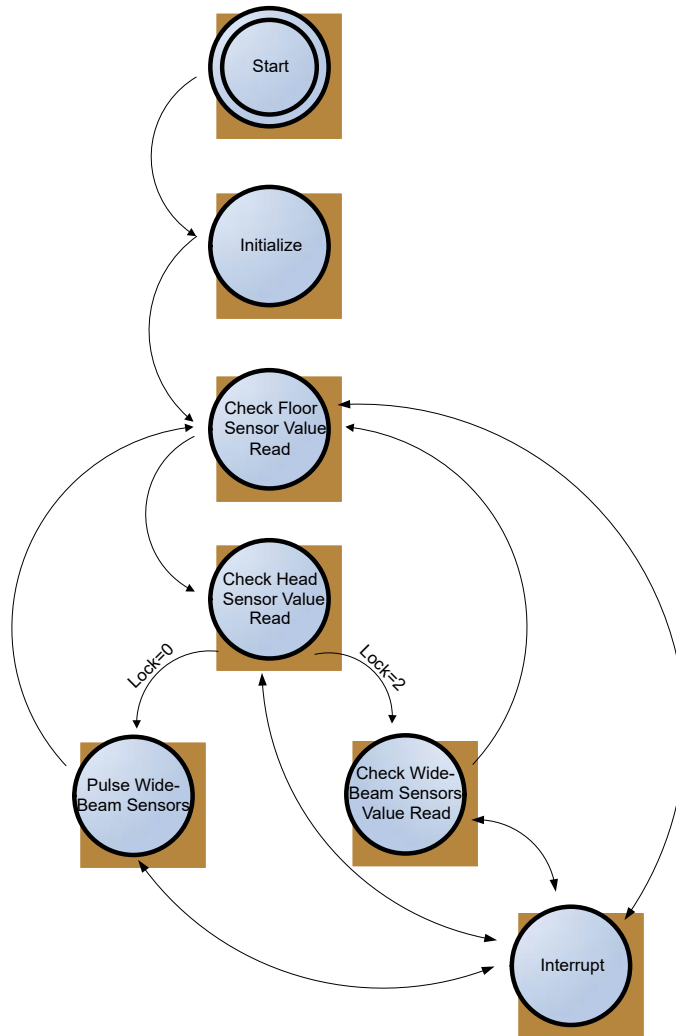 Start
Initialize
Check Floor
Sensor Value
Read
Check Head
Sensor Value
Read
Lock=0
Lock=2
Pulse Wide-
Beam Sensors
Check Wide-
Beam Sensors
Value Read
Interrupt